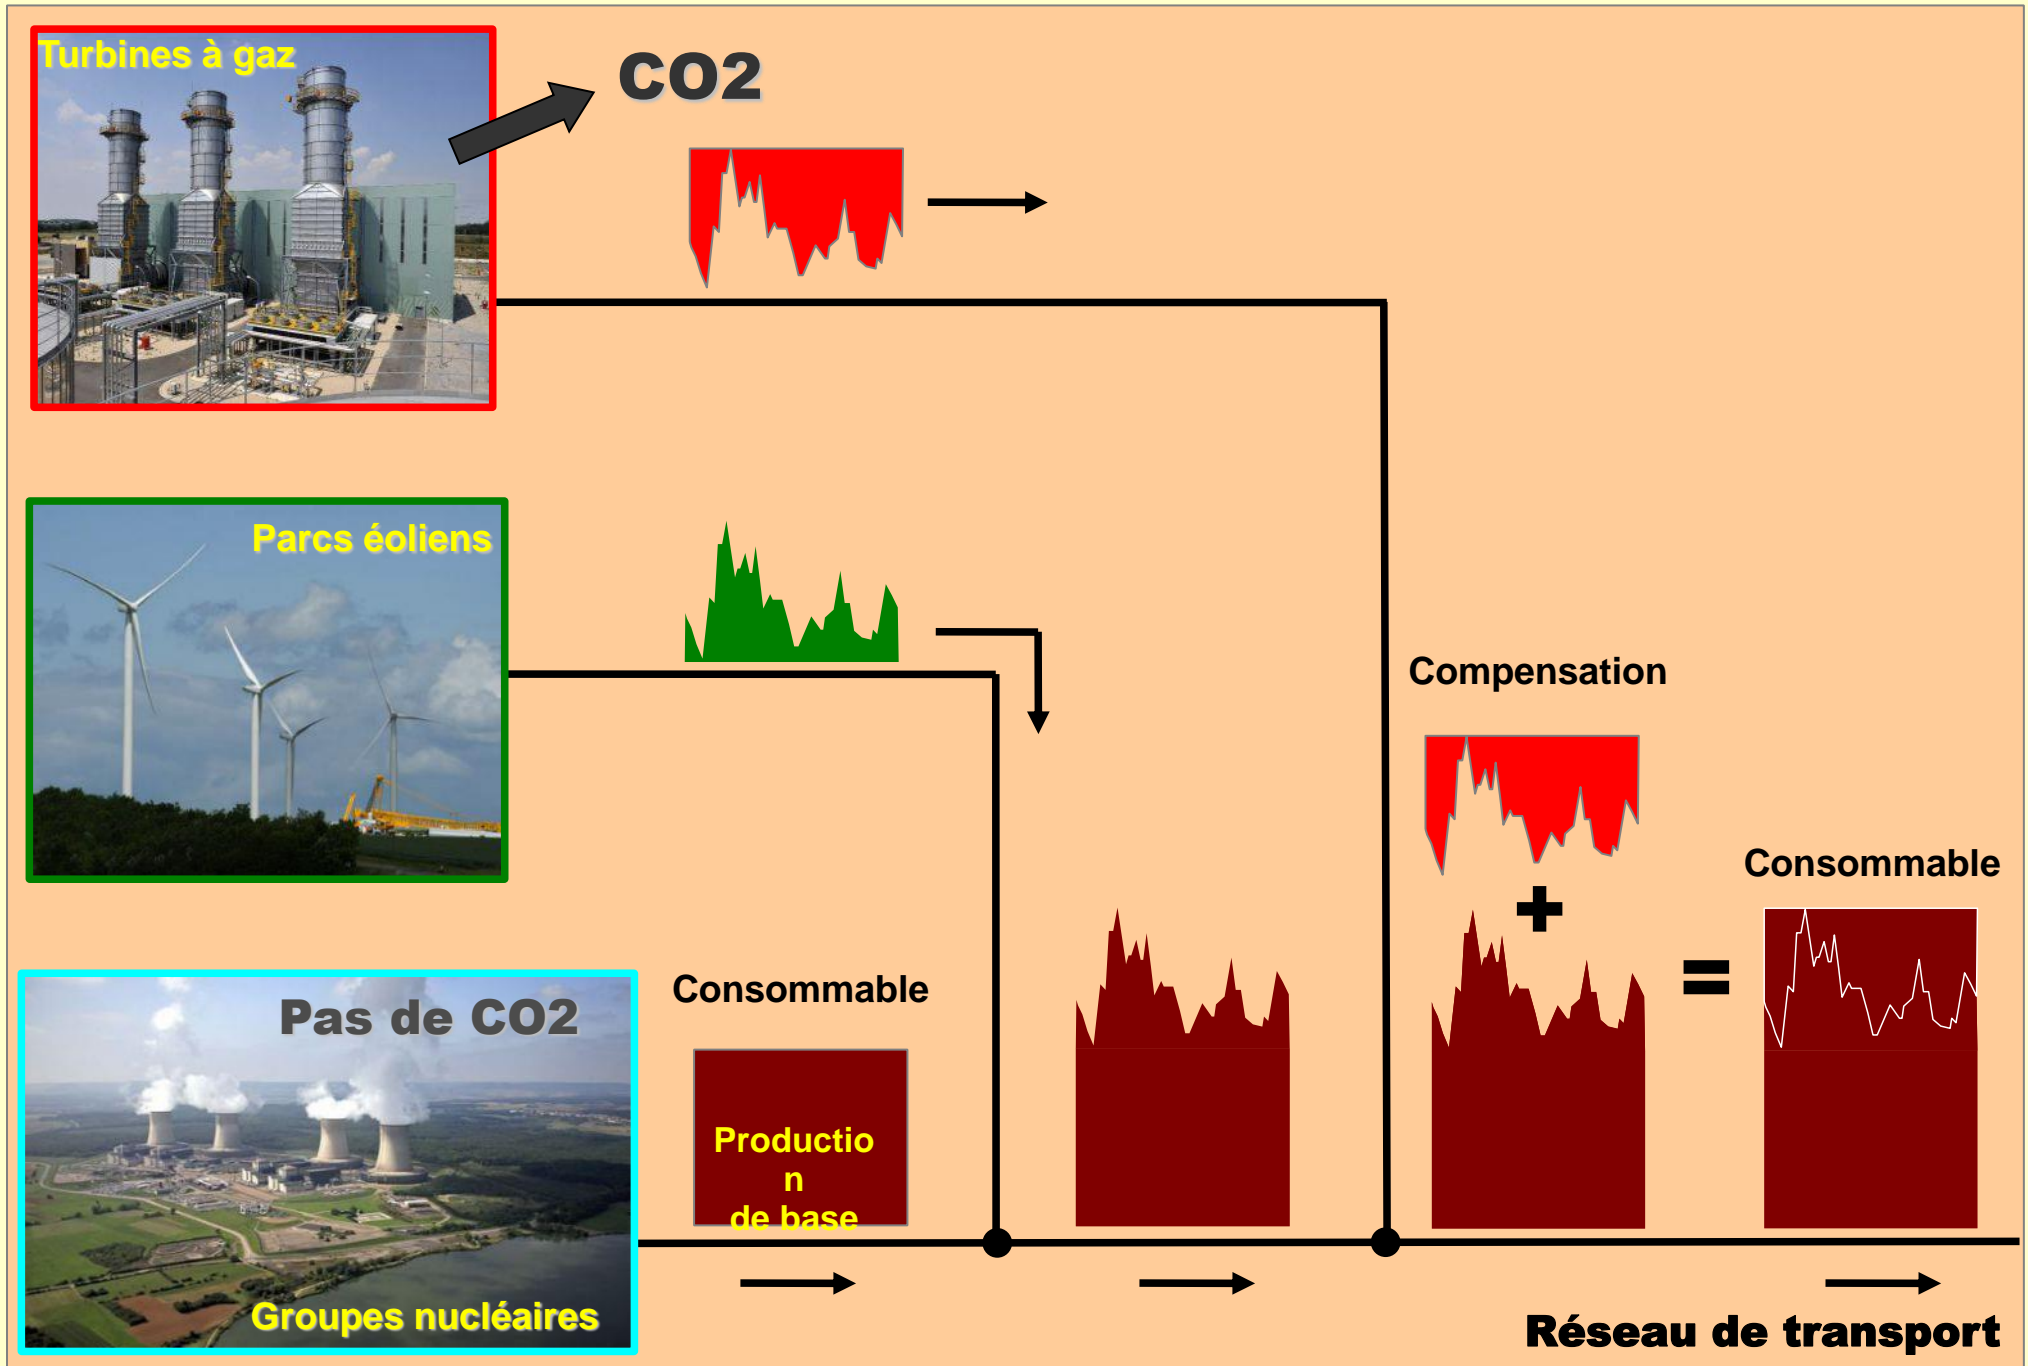 Turbines à gaz
CO2
Parcs éoliens
Compensation
Consommable
Pas de CO2
Consommable
Productio
n
de base
Groupes nucléaires
Réseau de transport